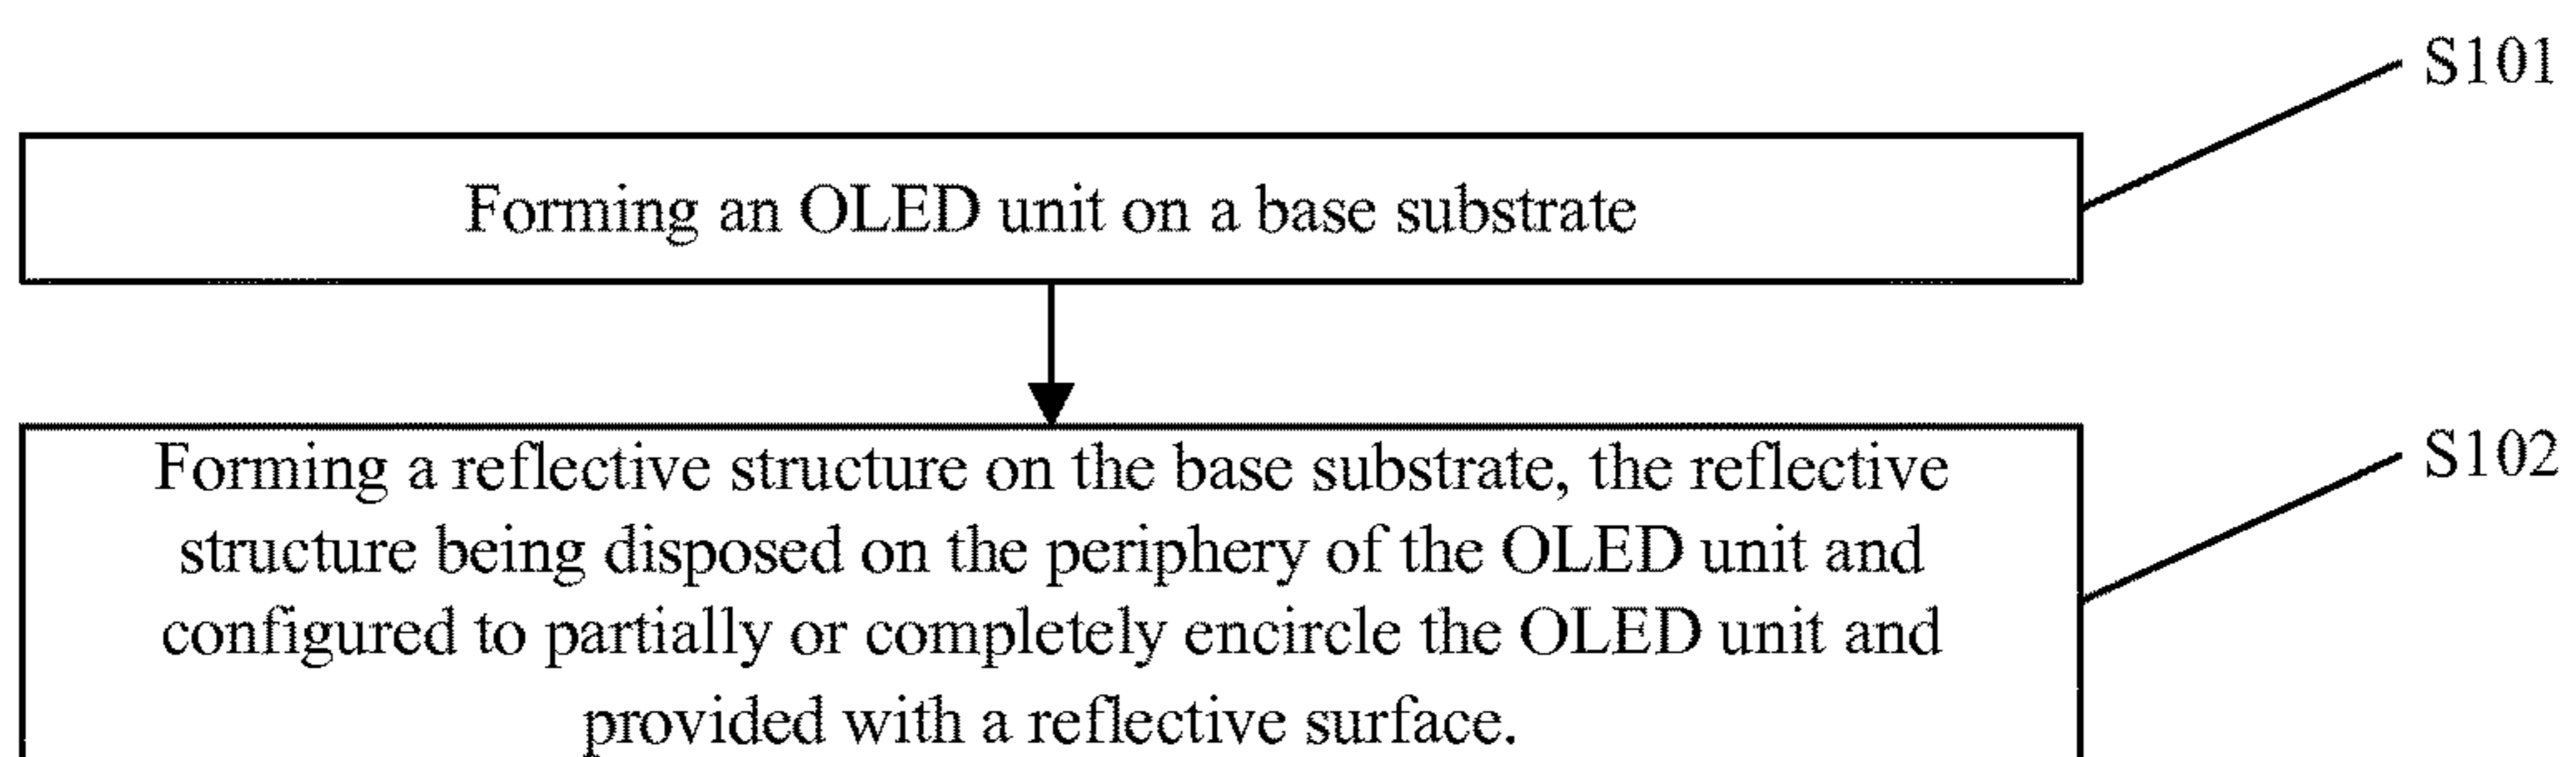 S101
Forming an OLED unit on a base substrate
S102
Forming a reflective structure on the base substrate, the reflective
structure being disposed on the periphery of the OLED unit and
configured to partially or completely encircle the OLED unit and
provided with a reflective surface.